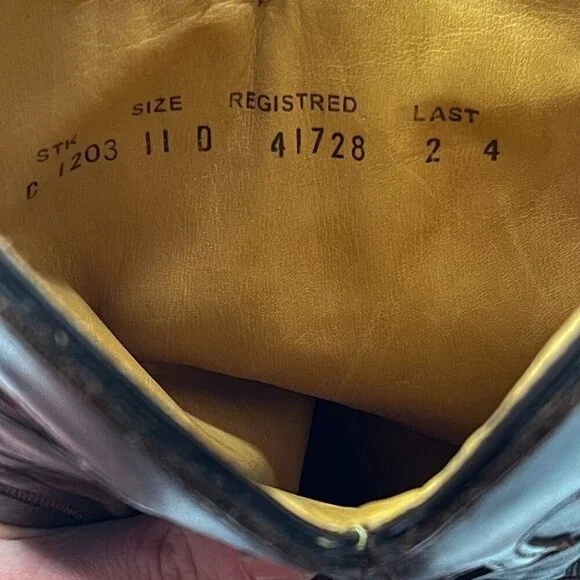 STK SIZE REGISTRED LAST
C 1203 11 D 41728 2 4